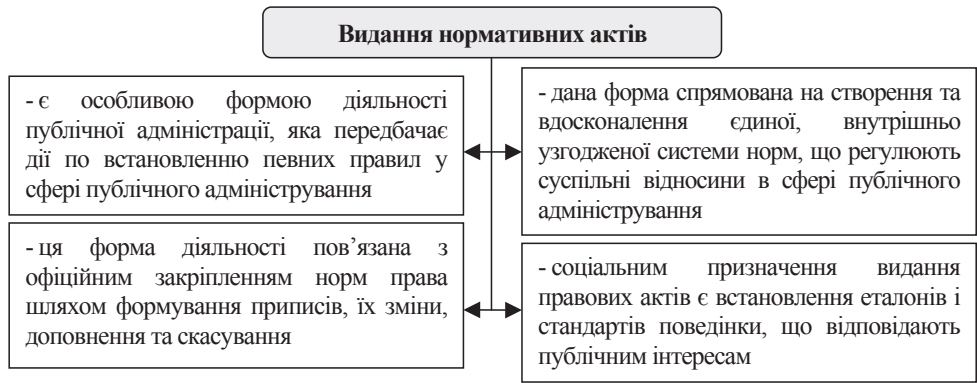 Видання нормативних актів
- є особливою формою діяльності
публічної адміністрації, яка передбачає
дії по встановленню певних правил у
сфері публічного адміністрування
- дана форма спрямована на створення та
вдосконалення єдиної, внутрішньо
узгодженої системи норм, що регулюють
суспільні відносини в сфері публічного
адміністрування
- ця форма діяльності пов’язана з
офіційним закріпленням норм права
шляхом формування приписів, їх зміни,
доповнення та скасування
- соціальним призначення видання
правових актів є встановлення еталонів і
стандартів поведінки, що відповідають
публічним інтересам